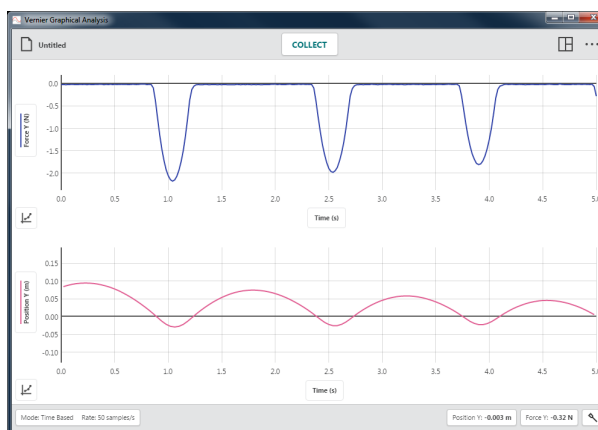 Vernier Graphical Analysis
Untitled
COLLECT
Force Y (N)
0.0
-0.5
-1.0
-1.5
-2.0
0.0 0.5 1.0 1.5 2.0 2.5 3.0 3.5 4.0 4.5 5.0
Time (s)
Position Y (m)
0.15
0.10
0.05
0.00
-0.05
-0.10
0.0 0.5 1.0 1.5 2.0 2.5 3.0 3.5 4.0 4.5 5.0
Time (s)
Mode: Time Based Rate: 50 samples/s Position Y: -0.003 m Force Y: -0.32 N